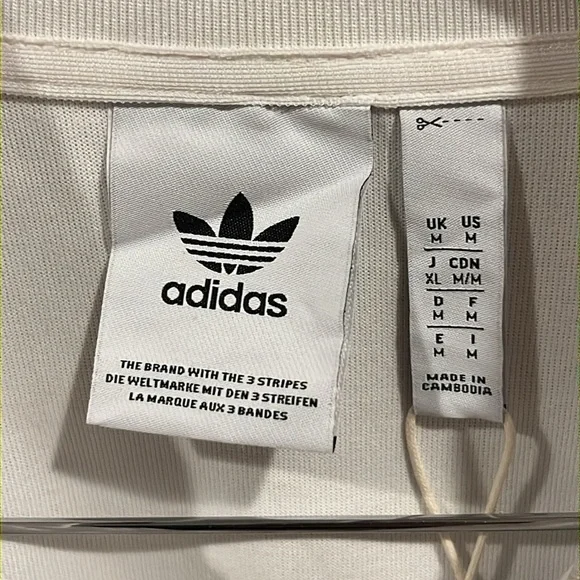 adidas
THE BRAND WITH THE 3 STRIPES
DIE WELTMARKE MIT DEN 3 STREIFEN
LA MARQUE AUX 3 BANDES
UK US
M M
J CDN
XL M/M
D F
M M
E I
M M
MADE IN
CAMBODIA